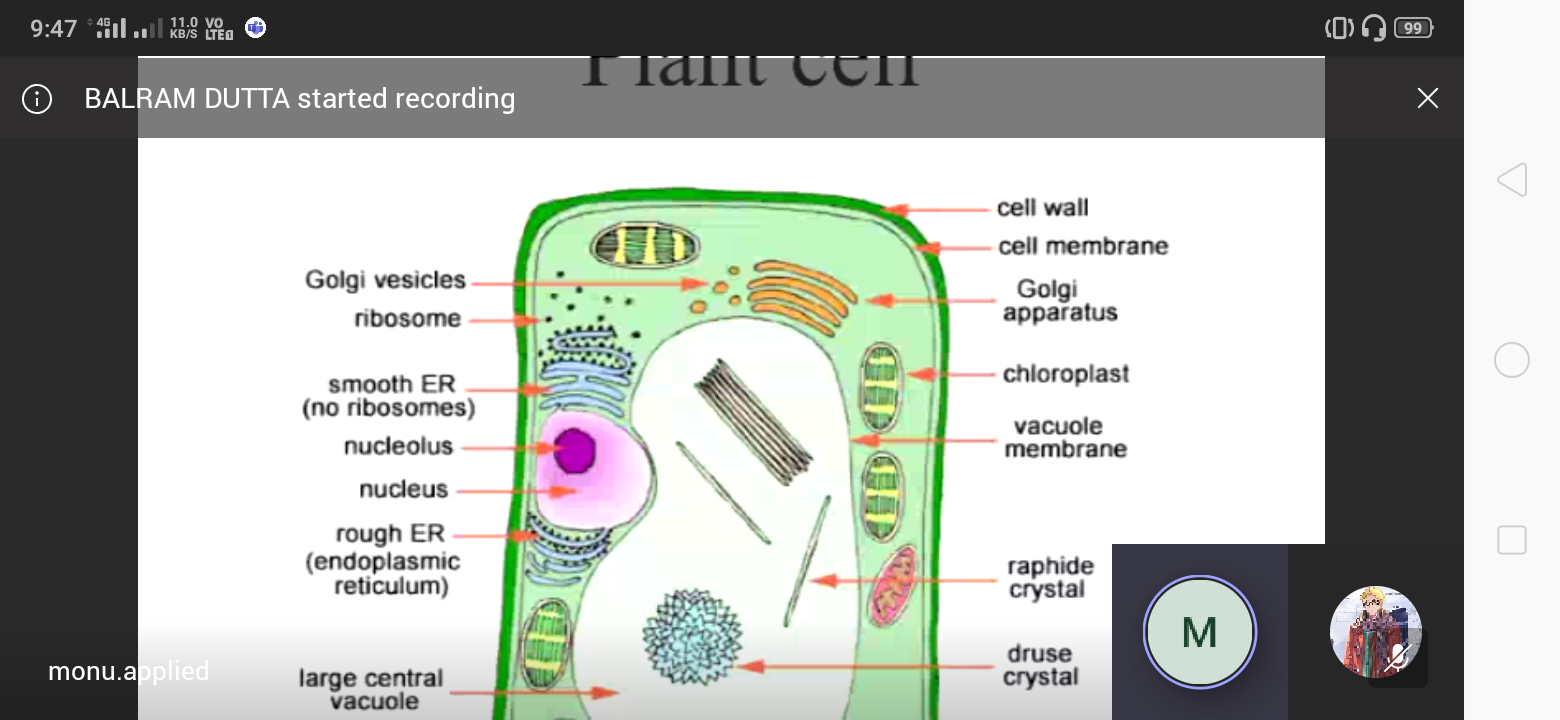 9:47 4G 11.0 KB/S VO LTE 99
Plant cell
BALRAM DUTTA started recording
cell wall
cell membrane
Golgi vesicles
Golgi
apparatus
ribosome
chloroplast
smooth ER
(no ribosomes)
vacuole
membrane
nucleolus
nucleus
rough ER
(endoplasmic
reticulum)
raphide
crystal
M
monu.applied
large central
vacuole
druse
crystal